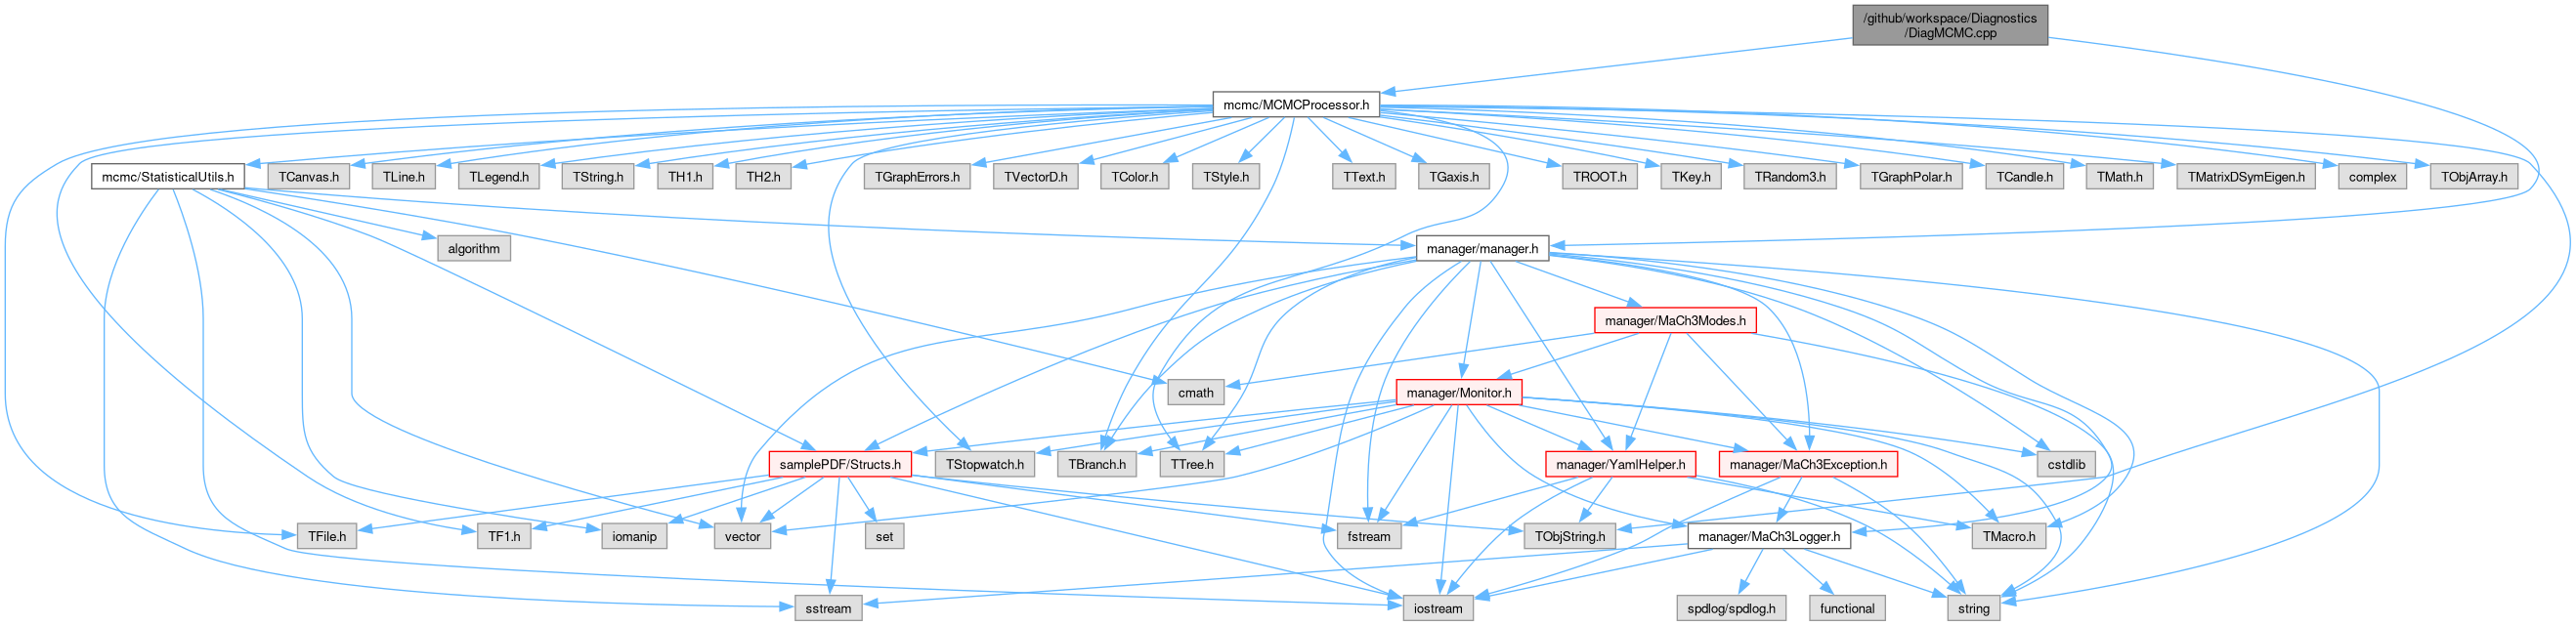 /github/workspace/Diagnostics
/DiagMCMC.cpp
mcmc/MCMCProcessor.h
mcmc/StatisticalUtils.h
TCanvas.h
TLine.h
TLegend.h
TString.h
TH1.h
TH2.h
TGraphErrors.h
TVectorD.h
TColor.h
TStyle.h
TText.h
TGaxis.h
TROOT.h
TKey.h
TRandom3.h
TGraphPolar.h
TCandle.h
TMath.h
TMatrixDSymEigen.h
complex
TObjArray.h
algorithm
manager/manager.h
manager/MaCh3Modes.h
cmath
manager/Monitor.h
samplePDF/Structs.h
TStopwatch.h
TBranch.h
TTree.h
manager/YamlHelper.h
manager/MaCh3Exception.h
cstdlib
TFile.h
TF1.h
iomanip
vector
set
fstream
TObjString.h
manager/MaCh3Logger.h
TMacro.h
sstream
iostream
spdlog/spdlog.h
functional
string